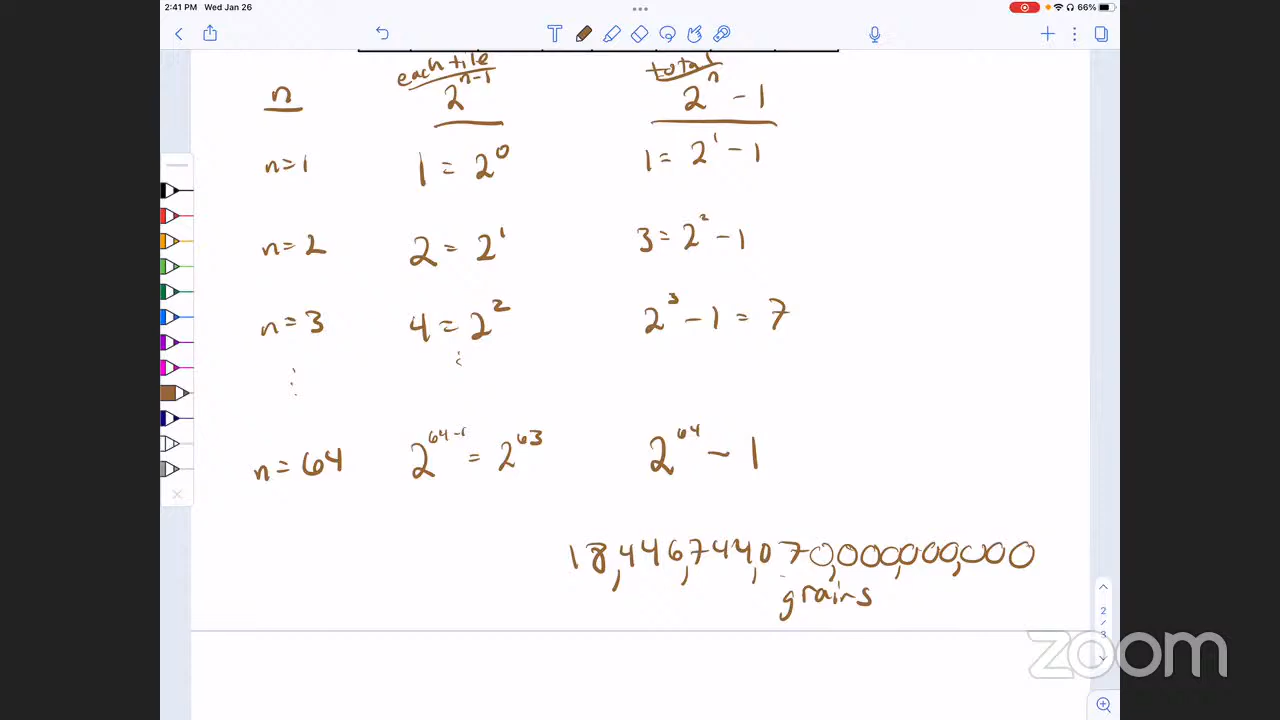 2:41 PM Wed Jan 26
66%
T
each tile total
n 2^{n-1} 2^n - 1
n=1 1 = 2^0 1 = 2^1 - 1
n=2 2 = 2^1 3 = 2^2 - 1
n=3 4 = 2^2 2^3 - 1 = 7
⋮ ⋮
n=64 2^{64-1} = 2^{63} 2^{64} - 1
18,446,744,070,000,000,000
grains
2
/
3
zoom